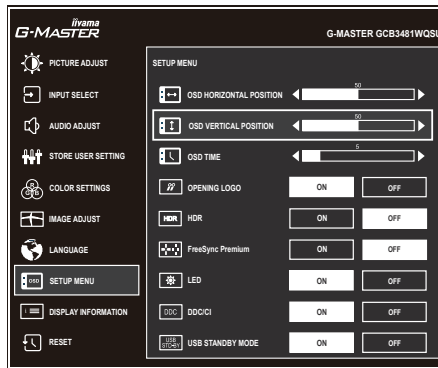 iiyama
G-MASTER
G-MASTER GCB3481WQSU
PICTURE ADJUST
INPUT SELECT
AUDIO ADJUST
STORE USER SETTING
R
G B
COLOR SETTINGS
IMAGE ADJUST
LANGUAGE
OSD
SETUP MENU
i
DISPLAY INFORMATION
RESET
SETUP MENU
OSD HORIZONTAL POSITION
50
OSD VERTICAL POSITION
50
OSD TIME
5
OPENING LOGO
ON OFF
HDR
HDR
ON OFF
FreeSync Premium
ON OFF
LED
ON OFF
DDC
DDC/CI
ON OFF
USB
STD-BY
USB STANDBY MODE
ON OFF